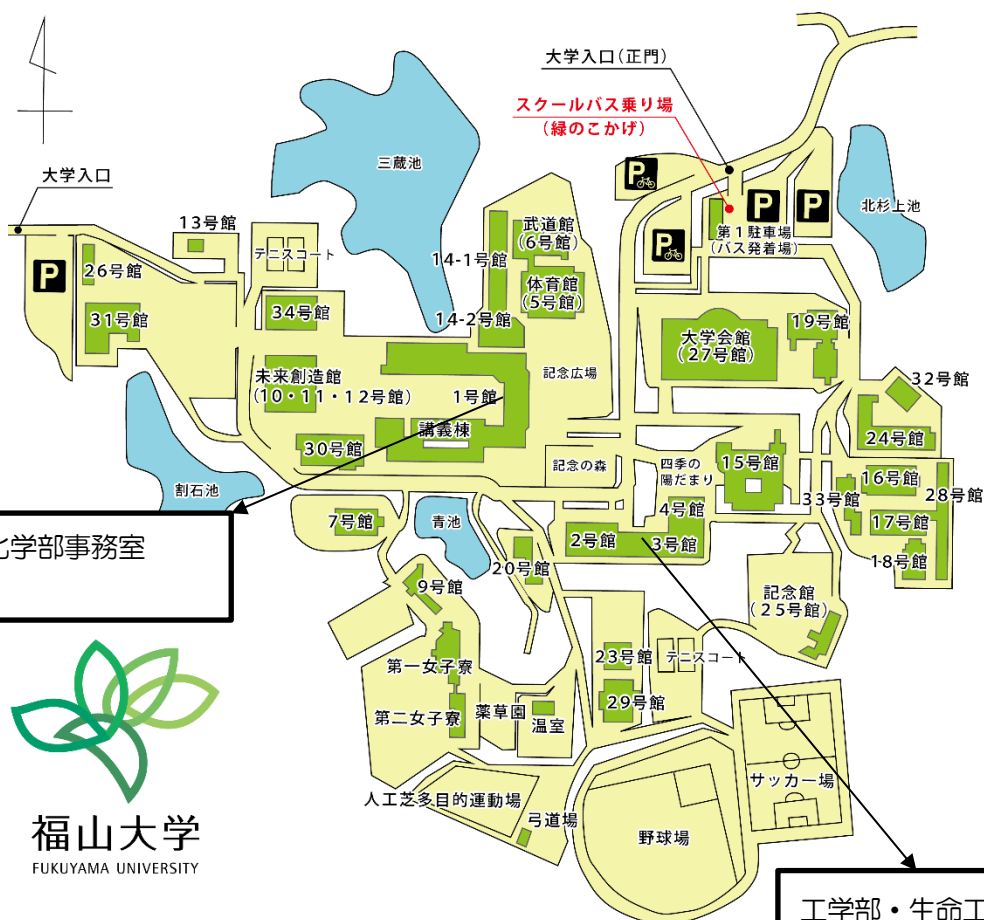 大学入口(正門)
スクールバス乗り場
(緑のこかげ)
三蔵池
大学入口
P
P
P
北杉上池
13号館
武道館
(6号館)
P
第1駐車場
(バス発着場)
テニスコート
14-1号館
P
26号館
体育館
(5号館)
31号館
34号館
14-2号館
大学会館
(27号館)
19号館
記念広場
未来創造館
(10・11・12号館)
1号館
32号館
講義棟
24号館
30号館
記念の森
四季の
陽だまり
15号館
16号館
割石池
33号館
28号館
7号館
青池
4号館
17号館
2号館
3号館
化学部事務室
18号館
20号館
9号館
記念館
(25号館)
第一女子寮
23号館
テニスコート
第二女子寮
薬草園
温室
29号館
サッカー場
人工芝多目的運動場
弓道場
野球場
福山大学
FUKUYAMA UNIVERSITY
工学部・生命工